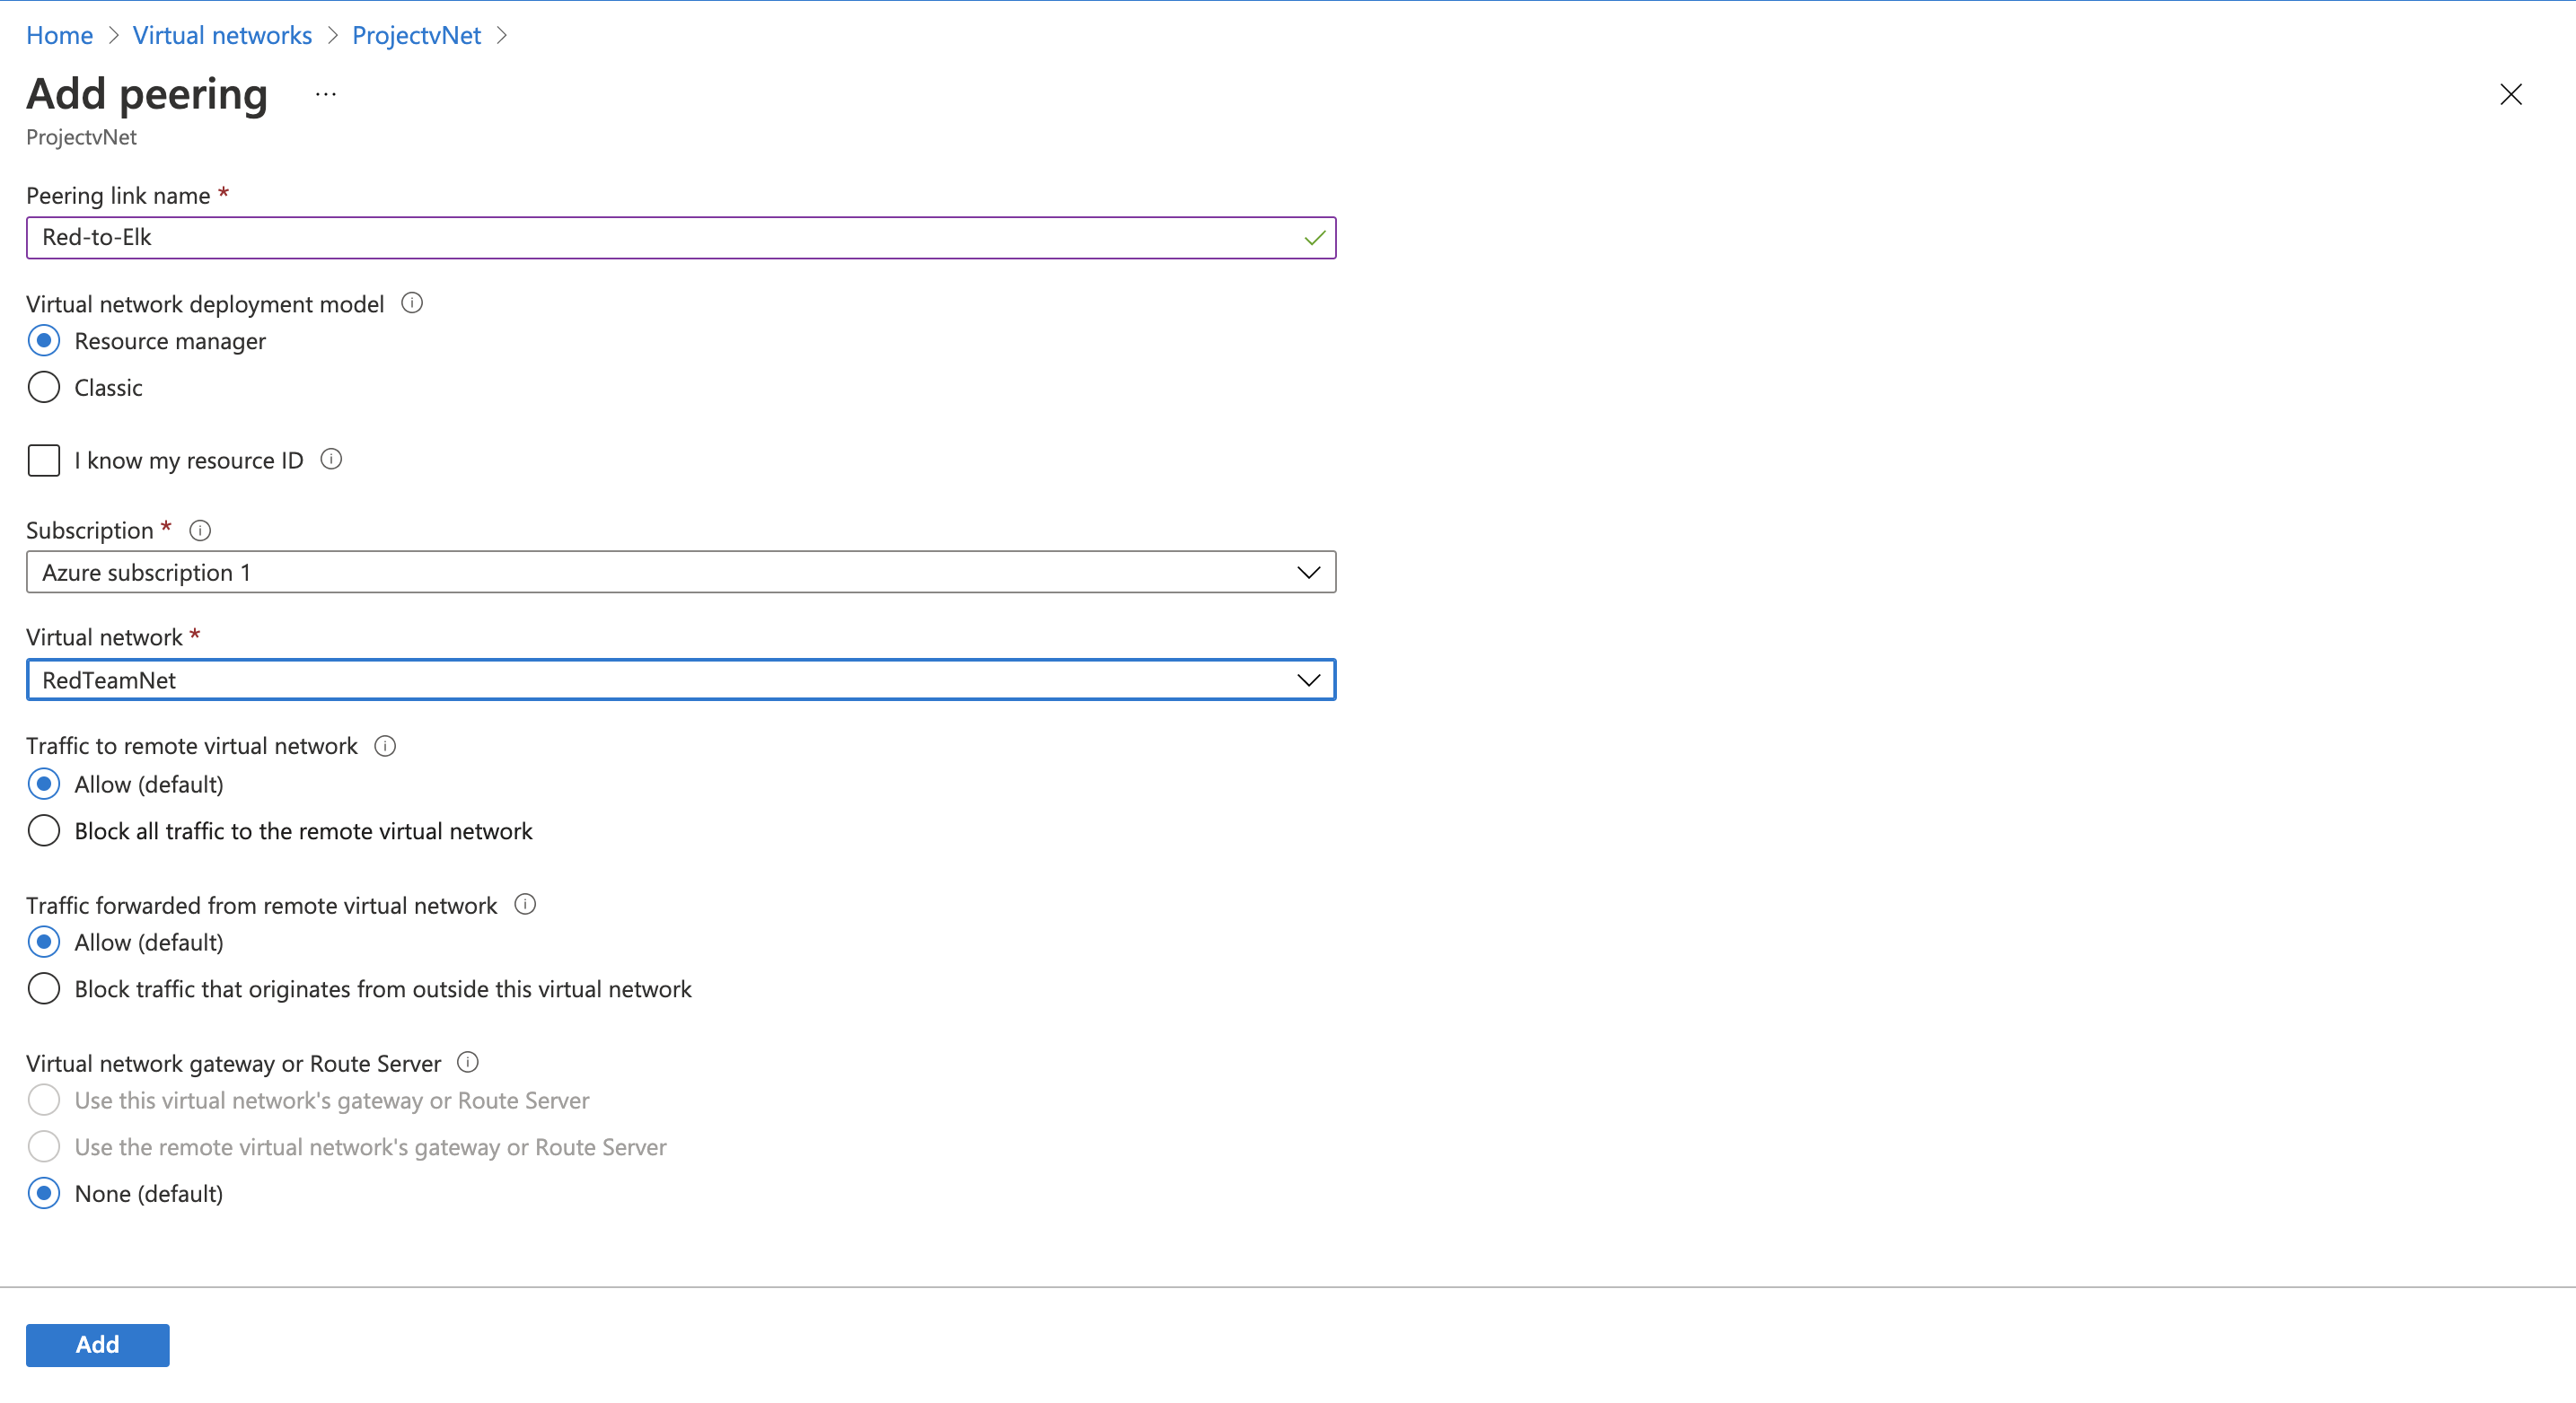 Home > Virtual networks > ProjectvNet >
Add peering ...
ProjectvNet
Peering link name *
Red-to-Elk
Virtual network deployment model
Resource manager
Classic
I know my resource ID
Subscription *
Azure subscription 1
Virtual network *
RedTeamNet
Traffic to remote virtual network
Allow (default)
Block all traffic to the remote virtual network
Traffic forwarded from remote virtual network
Allow (default)
Block traffic that originates from outside this virtual network
Virtual network gateway or Route Server
Use this virtual network's gateway or Route Server
Use the remote virtual network's gateway or Route Server
None (default)
Add